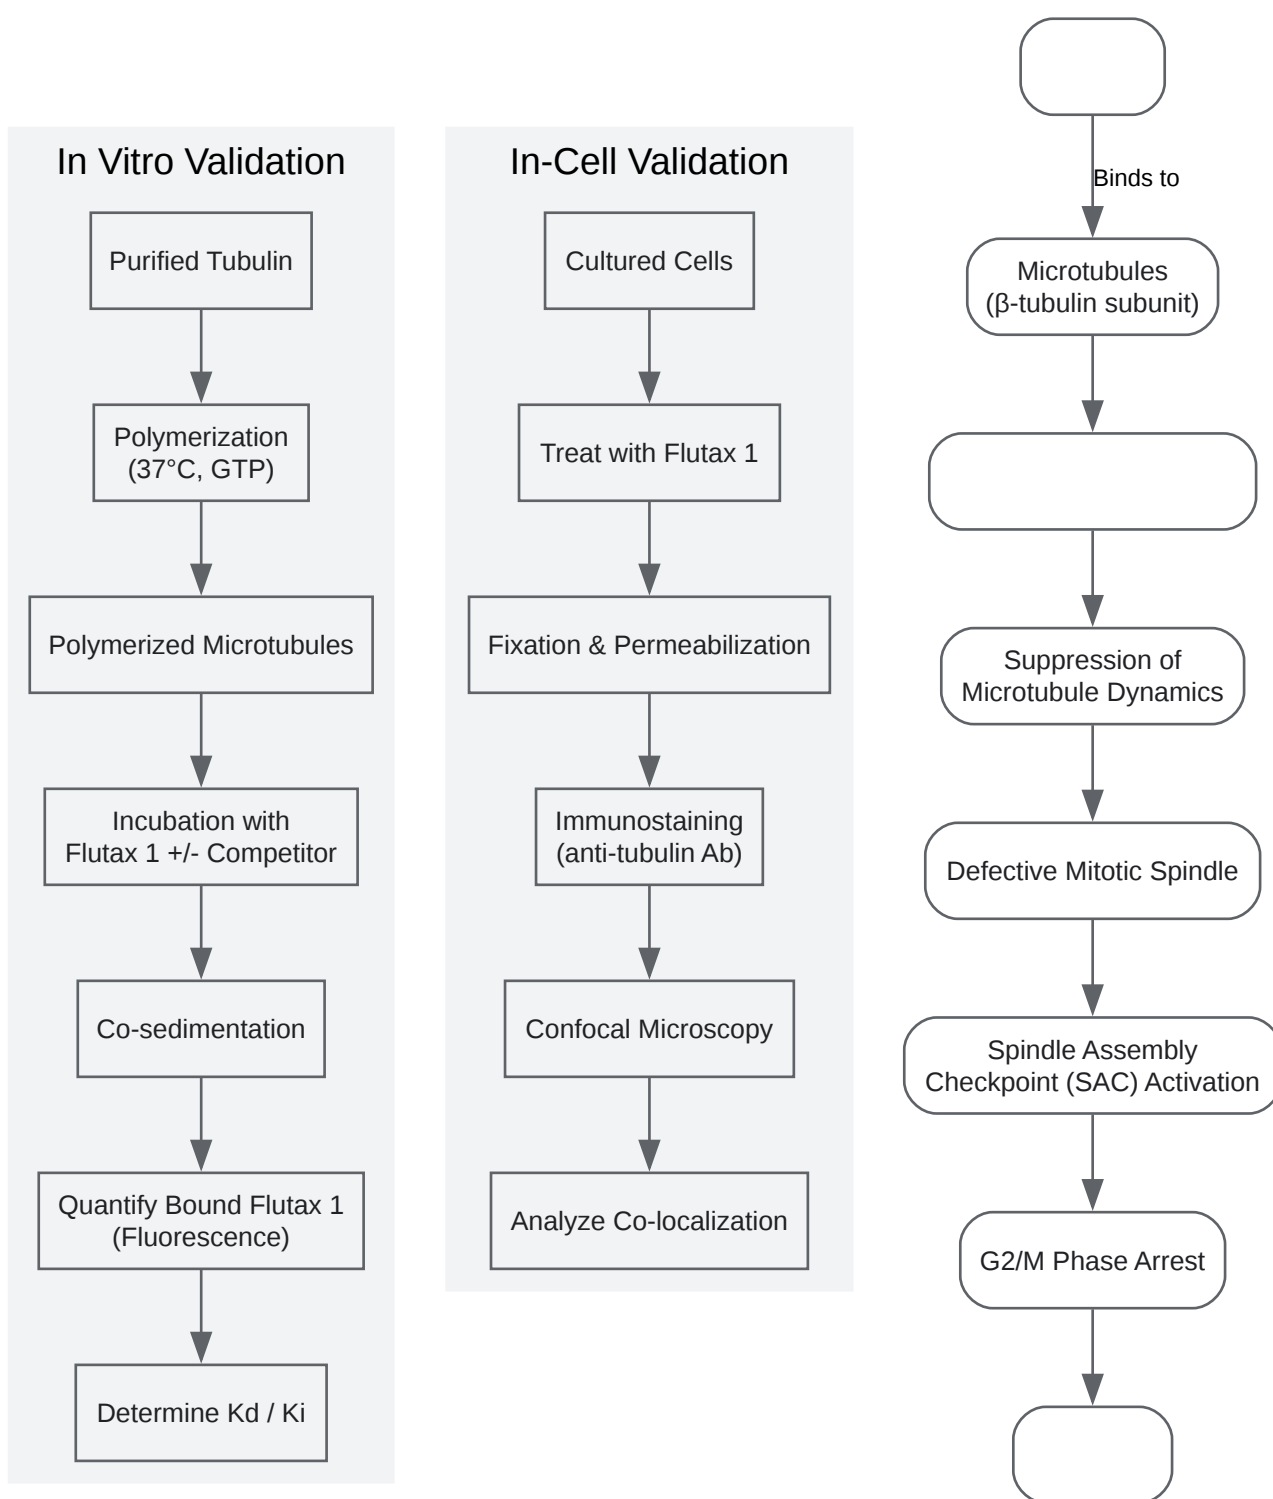 In Vitro Validation
Purified Tubulin
Polymerization
(37°C, GTP)
Polymerized Microtubules
Incubation with
Flutax 1 +/- Competitor
Co-sedimentation
Quantify Bound Flutax 1
(Fluorescence)
Determine Kd / Ki
In-Cell Validation
Cultured Cells
Treat with Flutax 1
Fixation & Permeabilization
Immunostaining
(anti-tubulin Ab)
Confocal Microscopy
Analyze Co-localization
Binds to
Microtubules
(β-tubulin subunit)
Suppression of
Microtubule Dynamics
Defective Mitotic Spindle
Spindle Assembly
Checkpoint (SAC) Activation
G2/M Phase Arrest